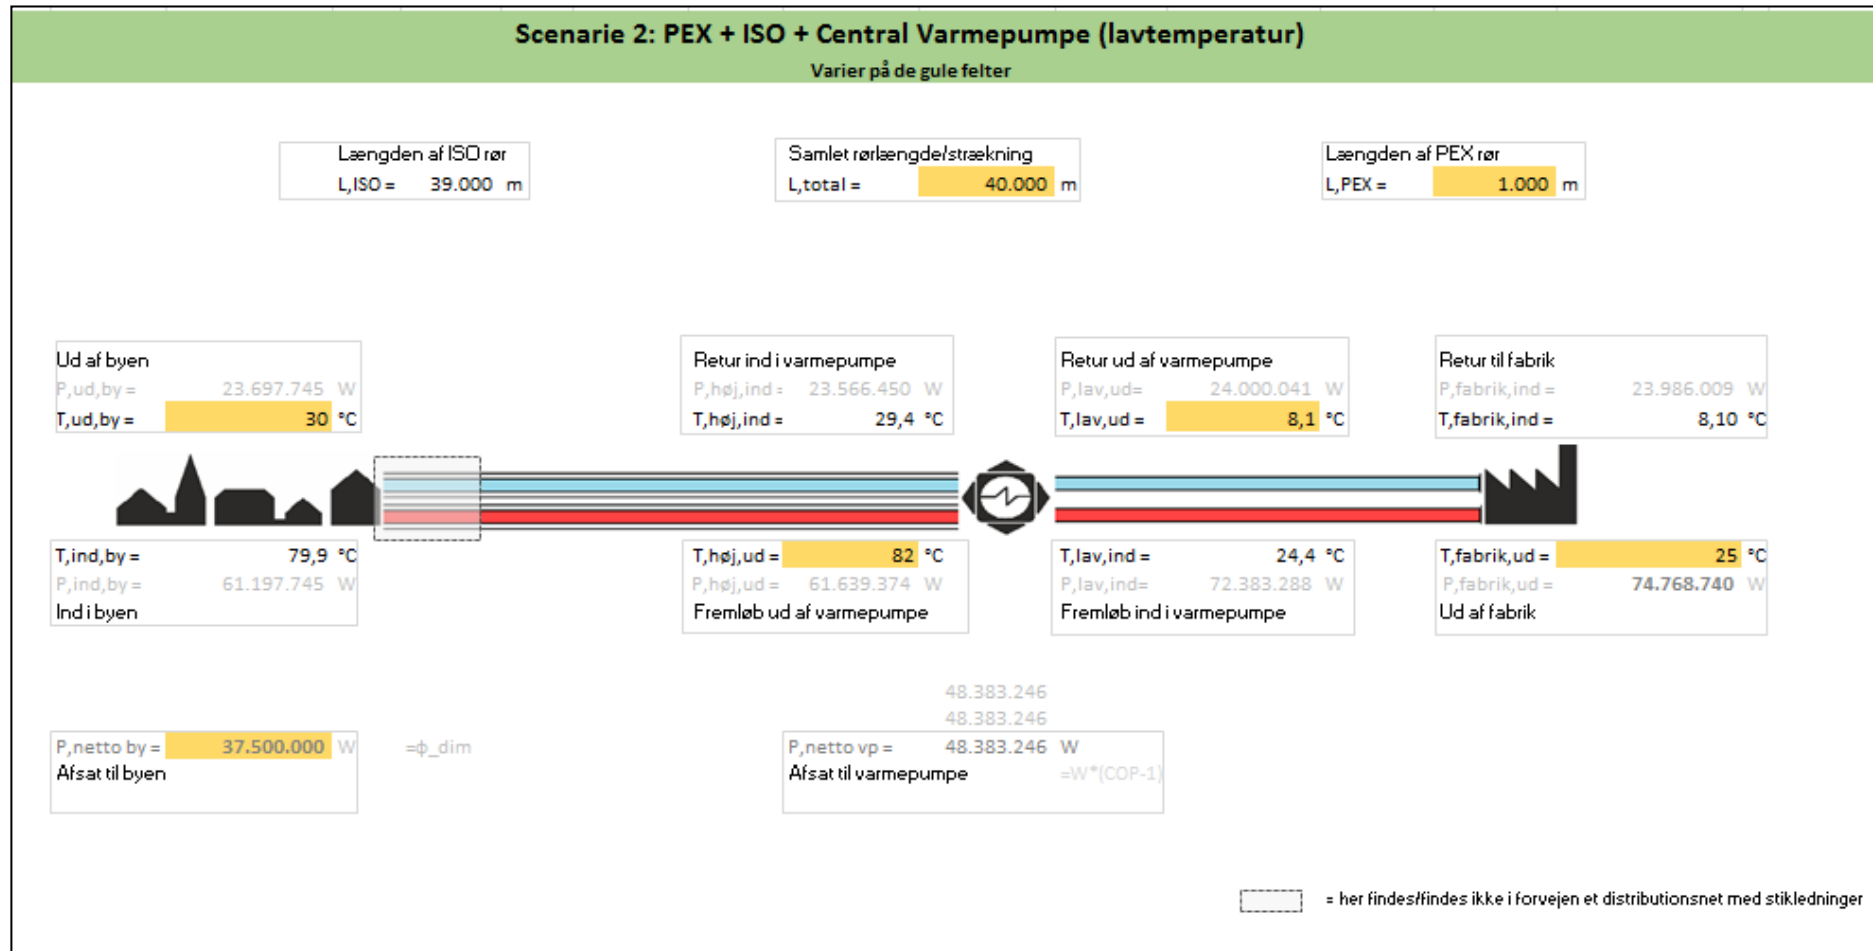 Scenarie 2: PEX + ISO + Central Varmepumpe (lavtemperatur)
Varier på de gule felter
Længden af ISO rør
L,ISO = 39.000 m
Samlet rørlængde/strækning
L,total = 40.000 m
Længden af PEX rør
L,PEX = 1.000 m
Ud af byen
P,ud,by = 23.697.745 W
T,ud,by = 30 °C
Retur ind i varmepumpe
P,høj,ind = 23.566.450 W
T,høj,ind = 29,4 °C
Retur ud af varmepumpe
P,lav,ud= 24.000.041 W
T,lav,ud = 8,1 °C
Retur til fabrik
P,fabrik,ind = 23.986.009 W
T,fabrik,ind = 8,10 °C
T,ind,by = 79,9 °C
P,ind,by = 61.197.745 W
Ind i byen
T,høj,ud = 82 °C
P,høj,ud = 61.639.374 W
Fremløb ud af varmepumpe
T,lav,ind = 24,4 °C
P,lav,ind= 72.383.288 W
Fremløb ind i varmepumpe
T,fabrik,ud = 25 °C
P,fabrik,ud = 74.768.740 W
Ud af fabrik
48.383.246
48.383.246
P,netto by = 37.500.000 W =ϕ_dim
Afsat til byen
P,netto vp = 48.383.246 W
Afsat til varmepumpe =W*(COP-1)
= her findes/findes ikke i forvejen et distributionsnet med stikledninger